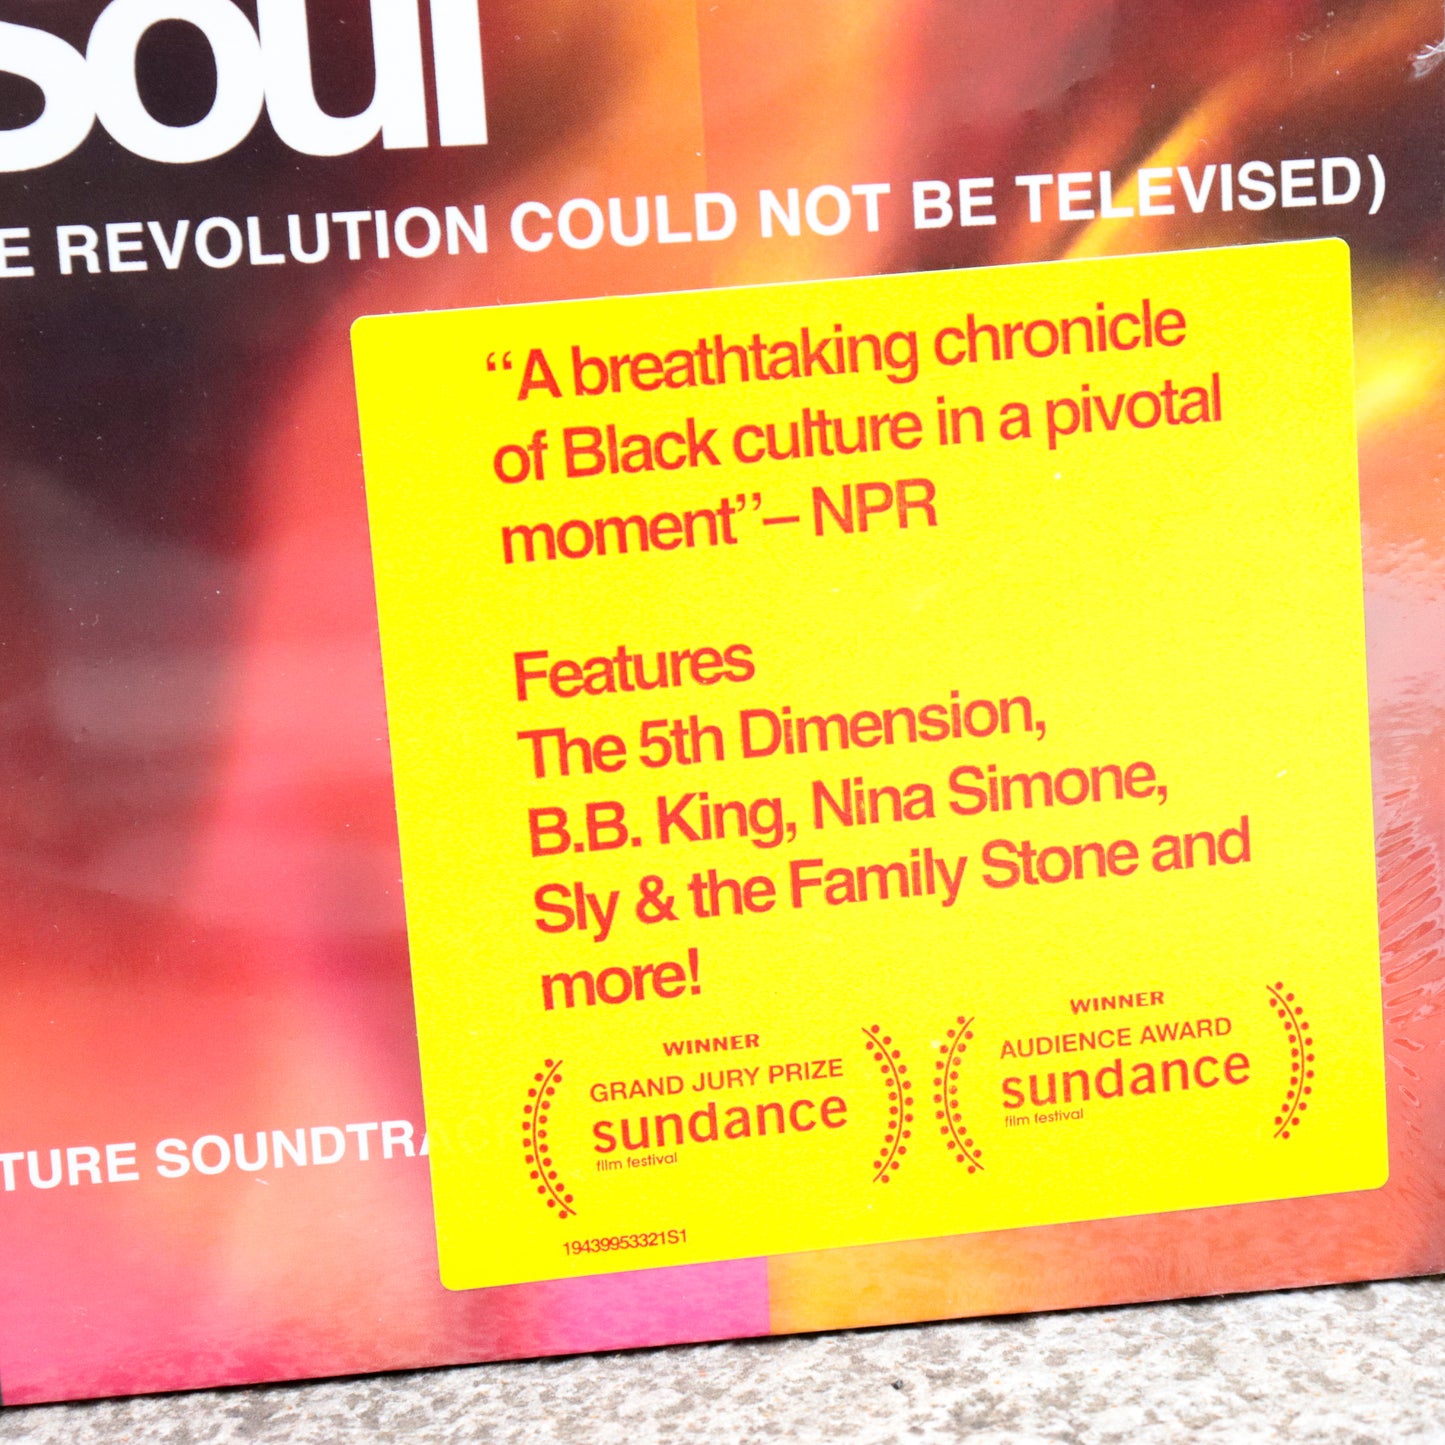 soul
E REVOLUTION COULD NOT BE TELEVISED)
“A breathtaking chronicle
of Black culture in a pivotal
moment”– NPR
Features
The 5th Dimension,
B.B. King, Nina Simone,
Sly & the Family Stone and
more!
WINNER
GRAND JURY PRIZE
sundance
film festival
WINNER
AUDIENCE AWARD
sundance
film festival
TURE SOUNDTRAC
19439953321S1